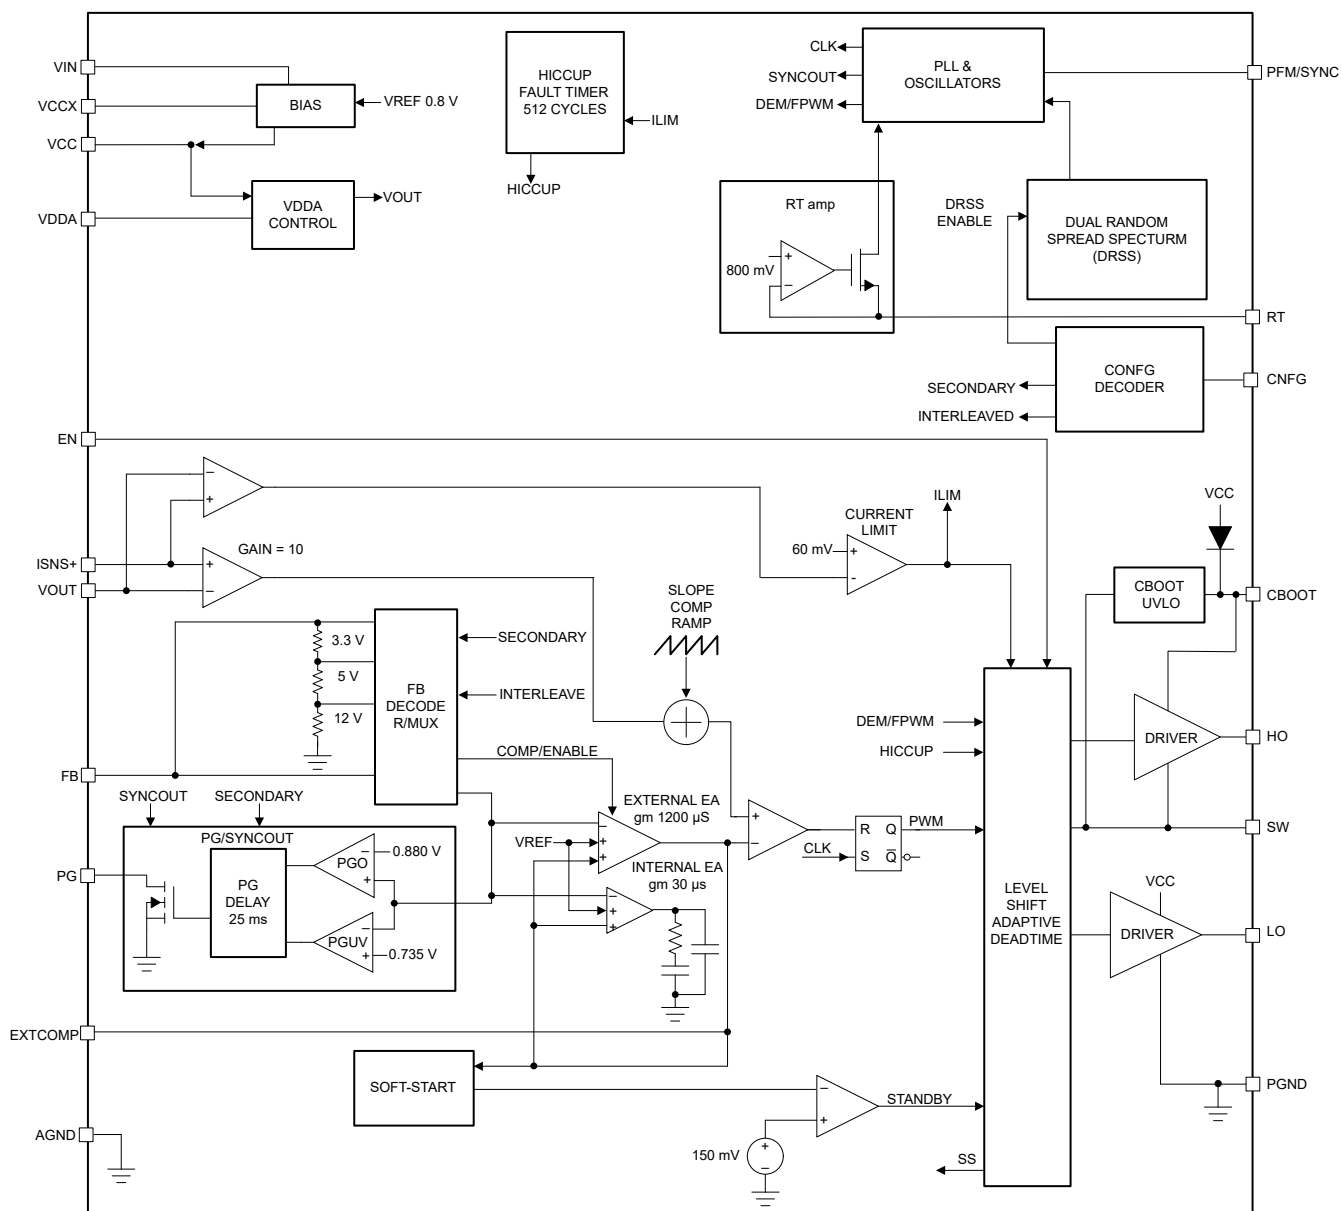 VIN
VCCX
VCC
VDDA
BIAS
VREF 0.8 V
VDDA
CONTROL
VOUT
HICCUP
FAULT TIMER
512 CYCLES
ILIM
HICCUP
CLK
SYNCOUT
DEM/FPWM
PLL &
OSCILLATORS
PFM/SYNC
RT amp
800 mV
+
−
DRSS
ENABLE
DUAL RANDOM
SPREAD SPECTURM
(DRSS)
RT
CONFG
DECODER
CNFG
SECONDARY
INTERLEAVED
EN
−
+
ISNS+
VOUT
+
−
GAIN = 10
CURRENT
LIMIT
60 mV
+
-
ILIM
VCC
CBOOT
UVLO
CBOOT
SLOPE
COMP
RAMP
3.3 V
5 V
12 V
FB
DECODE
R/MUX
SECONDARY
INTERLEAVE
COMP/ENABLE
FB
SYNCOUT
SECONDARY
PG/SYNCOUT
PG
PG
DELAY
25 ms
PGO
−
+
0.880 V
PGUV
−
+
0.735 V
EXTERNAL EA
gm 1200 µS
VREF
−
+
+
INTERNAL EA
gm 30 µs
−
+
+
+
−
CLK
R
Q
S
Q
PWM
DEM/FPWM
HICCUP
LEVEL
SHIFT
ADAPTIVE
DEADTIME
DRIVER
HO
SW
VCC
DRIVER
LO
PGND
EXTCOMP
SOFT-START
−
+
STANDBY
150 mV
+
−
SS
AGND